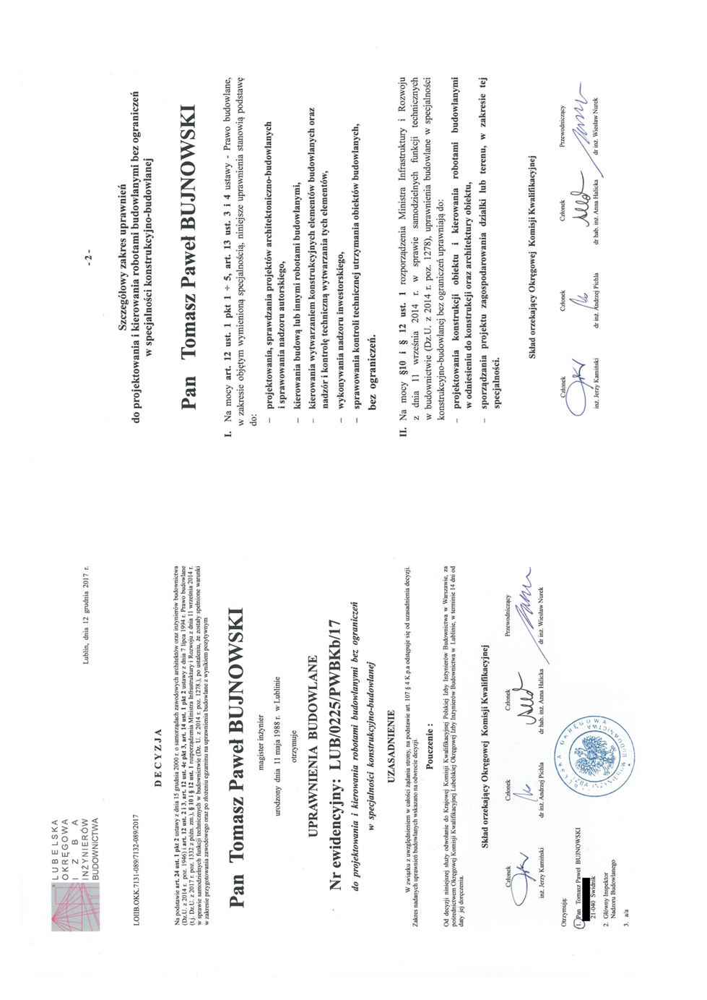 LUBELSKA
OKRĘGOWA
IZBA
INŻYNIERÓW
BUDOWNICTWA
Lublin, dnia 12 grudnia 2017 r.
LOIIB.OKK.7131-089/7132-089/2017
DECYZJA
Na podstawie art. 24 ust. 1 pkt 2 ustawy z dnia 15 grudnia 2000 r. o samorządach zawodowych architektów oraz inżynierów budownictwa
(Dz.U. z 2014 r. poz. 1946) i art. 12 ust. 2 i 3, art. 12 ust. 4c pkt 3, art. 14 ust. 1 pkt 2 ustawy z dnia 7 lipca 1994 r. Prawo budowlane
(t.j. Dz.U. z 2017 r. poz. 1332 z późn. zm.), § 10 i § 12 ust. 1 rozporządzenia Ministra Infrastruktury i Rozwoju z dnia 11 września 2014 r.
w sprawie samodzielnych funkcji technicznych w budownictwie (Dz. U. z 2014 r. poz. 1278.), po ustaleniu, że zostały spełnione warunki
w zakresie przygotowania zawodowego oraz po złożeniu egzaminu na uprawnienia budowlane z wynikiem pozytywnym
Pan Tomasz Paweł BUJNOWSKI
magister inżynier
urodzony dnia 11 maja 1988 r. w Lublinie
otrzymuje
UPRAWNIENIA BUDOWLANE
Nr ewidencyjny: LUB/0225/PWBKb/17
do projektowania i kierowania robotami budowlanymi bez ograniczeń
w specjalności konstrukcyjno-budowlanej
UZASADNIENIE
W związku z uwzględnieniem w całości żądania strony, na podstawie art. 107 § 4 K.p.a odstępuje się od uzasadnienia decyzji.
Zakres nadanych uprawnień budowlanych wskazano na odwrocie decyzji.
Pouczenie :
Od decyzji niniejszej służy odwołanie do Krajowej Komisji Kwalifikacyjnej Polskiej Izby Inżynierów Budownictwa w Warszawie, za
pośrednictwem Okręgowej Komisji Kwalifikacyjnej Lubelskiej Okręgowej Izby Inżynierów Budownictwa w Lublinie, w terminie 14 dni od
daty jej doręczenia.
Skład orzekający Okręgowej Komisji Kwalifikacyjnej
Członek Członek Członek Przewodniczący
inż. Jerzy Kamiński dr inż. Andrzej Pichla dr hab. inż. Anna Halicka dr inż. Wiesław Nurek
Otrzymują:
1. Pan Tomasz Paweł BUJNOWSKI
21-040 Świdnik
2. Główny Inspektor
Nadzoru Budowlanego
3. a/a
LUBELSKA OKRĘGOWA
IZBA INŻYNIERÓW BUDOWNICTWA
- 2 -
Szczegółowy zakres uprawnień
do projektowania i kierowania robotami budowlanymi bez ograniczeń
w specjalności konstrukcyjno-budowlanej
Pan Tomasz Paweł BUJNOWSKI
I. Na mocy art. 12 ust. 1 pkt 1 ÷ 5, art. 13 ust. 3 i 4 ustawy - Prawo budowlane,
w zakresie objętym wymienioną specjalnością, niniejsze uprawnienia stanowią podstawę
do:
– projektowania, sprawdzania projektów architektoniczno-budowlanych
i sprawowania nadzoru autorskiego,
– kierowania budową lub innymi robotami budowlanymi,
– kierowania wytwarzaniem konstrukcyjnych elementów budowlanych oraz
nadzór i kontrolę techniczną wytwarzania tych elementów,
– wykonywania nadzoru inwestorskiego,
– sprawowania kontroli technicznej utrzymania obiektów budowlanych,
bez ograniczeń.
II. Na mocy §10 i § 12 ust. 1 rozporządzenia Ministra Infrastruktury i Rozwoju
z dnia 11 września 2014 r. w sprawie samodzielnych funkcji technicznych
w budownictwie (Dz.U. z 2014 r. poz. 1278), uprawnienia budowlane w specjalności
konstrukcyjno-budowlanej bez ograniczeń uprawniają do:
– projektowania konstrukcji obiektu i kierowania robotami budowlanymi
w odniesieniu do konstrukcji oraz architektury obiektu,
– sporządzania projektu zagospodarowania działki lub terenu, w zakresie tej
specjalności.
Skład orzekający Okręgowej Komisji Kwalifikacyjnej
Członek Członek Członek Przewodniczący
inż. Jerzy Kamiński dr inż. Andrzej Pichla dr hab. inż. Anna Halicka dr inż. Wiesław Nurek